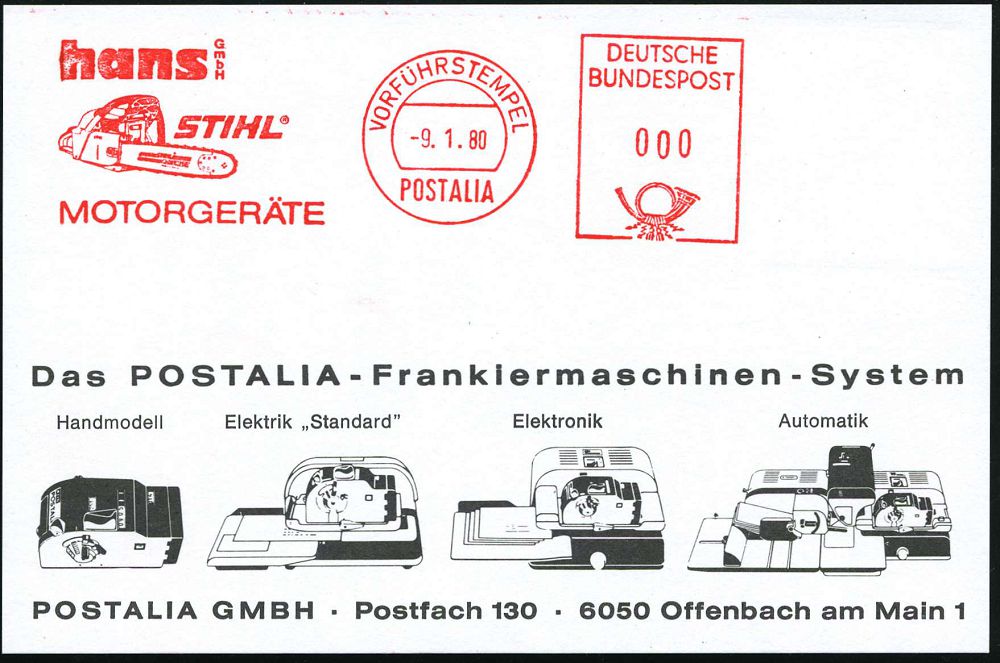 hans GmbH
STIHL®
MOTORGERÄTE
VORFÜHRSTEMPEL
-9. 1. 80
POSTALIA
DEUTSCHE
BUNDESPOST
000
Das POSTALIA-Frankiermaschinen-System
Handmodell Elektrik „Standard” Elektronik Automatik
POSTALIA GMBH · Postfach 130 · 6050 Offenbach am Main 1